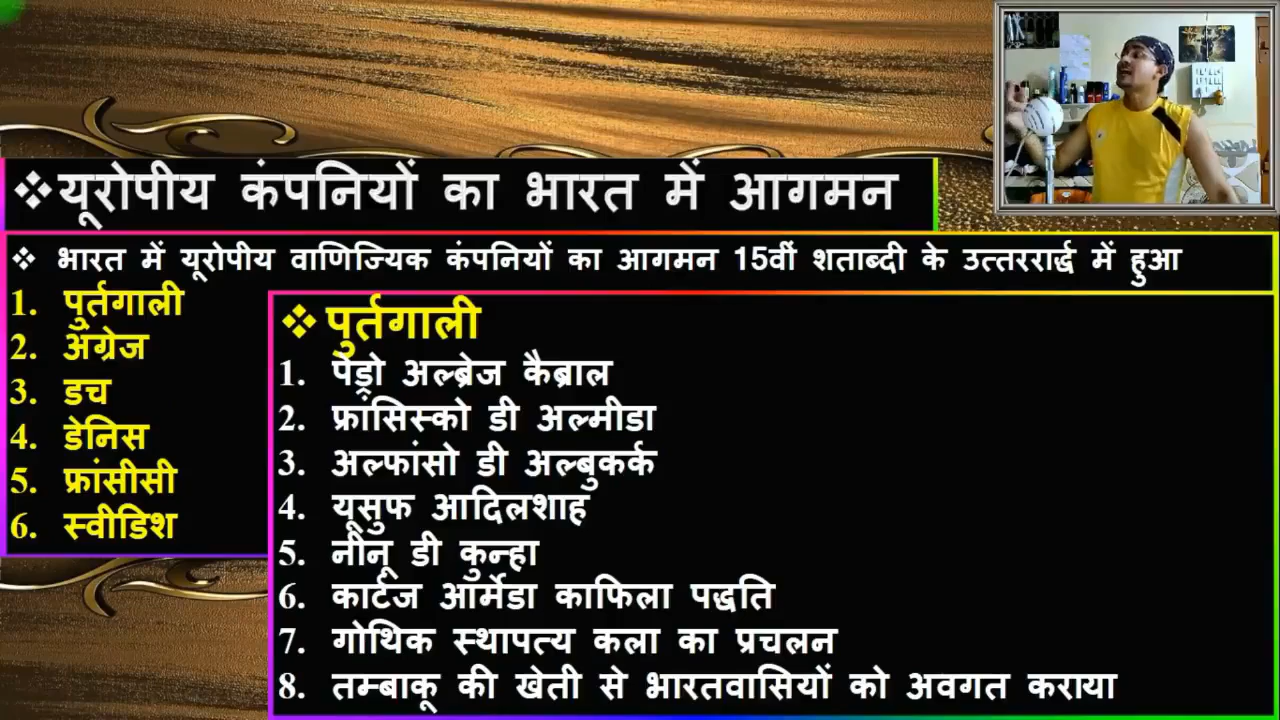 ❖यूरोपीय कंपनियों का भारत में आगमन
❖ भारत में यूरोपीय वाणिज्यिक कंपनियों का आगमन 15वीं शताब्दी के उत्तररार्द्ध में हुआ
1. पुर्तगाली
2. अंग्रेज
3. डच
4. डेनिस
5. फ्रांसीसी
6. स्वीडिश
❖ पुर्तगाली
1. पेड्रो अल्ब्रेज कैब्राल
2. फ्रांसिस्को डी अल्मीडा
3. अल्फांसो डी अल्बुकर्क
4. यूसुफ आदिलशाह
5. नीनू डी कुन्हा
6. कार्टज आर्मेडा काफिला पद्धति
7. गोथिक स्थापत्य कला का प्रचलन
8. तम्बाकू की खेती से भारतवासियों को अवगत कराया